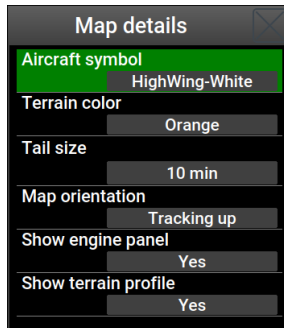 Map details
Aircraft symbol
HighWing-White
Terrain color
Orange
Tail size
10 min
Map orientation
Tracking up
Show engine panel
Yes
Show terrain profile
Yes